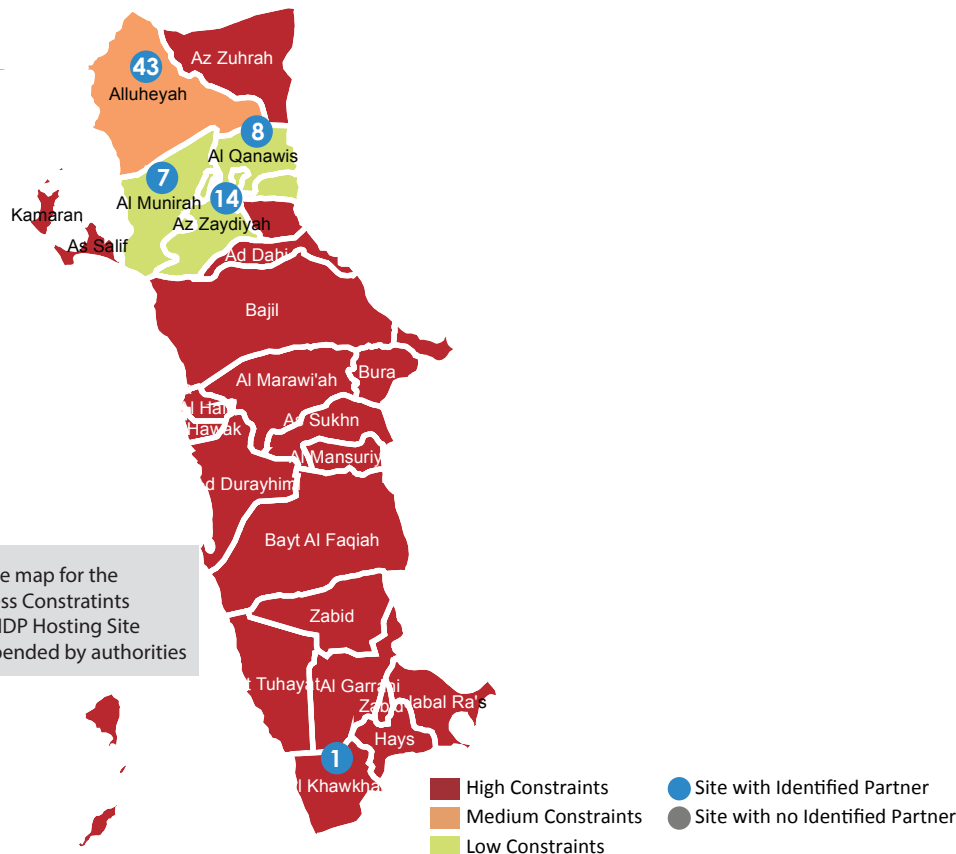 Az Zuhrah
43
Alluheyah
8
Al Qanawis
7
Al Munirah
14
Az Zaydiyah
Kamaran
As Salif
Ad Dahi
Bajil
Al Marawi'ah
Bura
l Ha
As Sukhn
Hawak
Al Mansuriy
d Durayhimi
Bayt Al Faqiah
e map for the
ss Constratints
IDP Hosting Site
pended by authorities
Zabid
t Tuhayat
Al Garrahi
Zabid
Jabal Ra's
Hays
1
l Khawkha
High Constraints
Medium Constraints
Low Constraints
Site with Identified Partner
Site with no Identified Partner